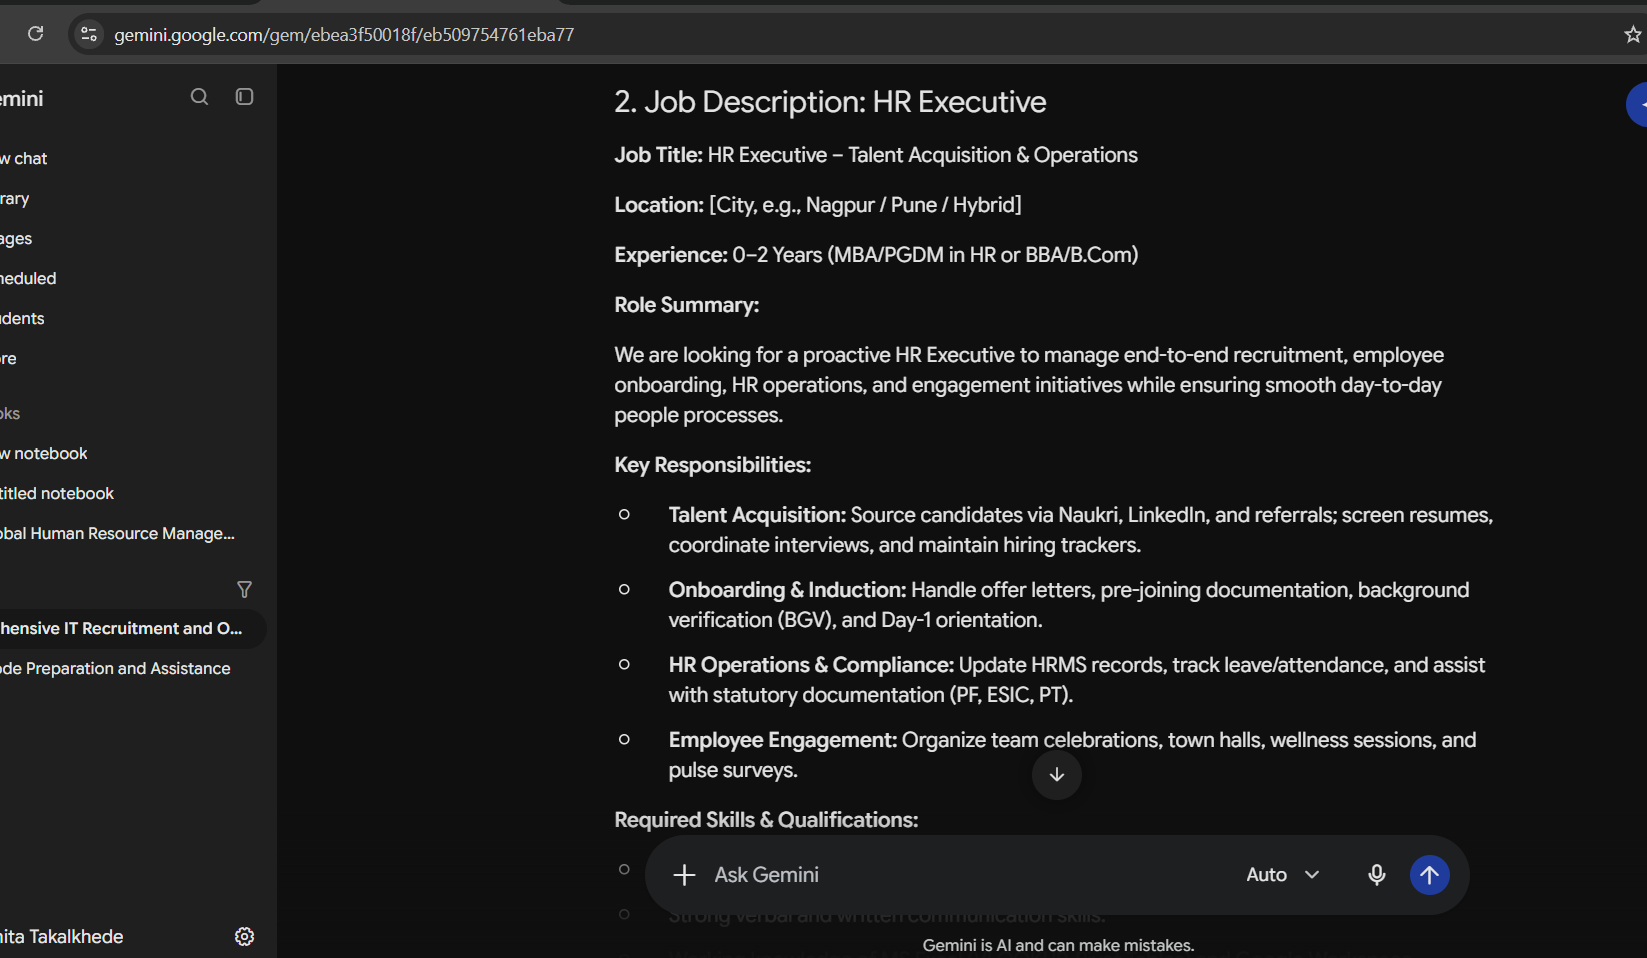 gemini.google.com/gem/ebea3f50018f/eb509754761eba77
emini
w chat
rary
ages
heduled
idents
ore
oks
w notebook
titled notebook
obal Human Resource Manage...
hensive IT Recruitment and O...
ode Preparation and Assistance
nita Takalkhede
2. Job Description: HR Executive
Job Title: HR Executive – Talent Acquisition & Operations
Location: [City, e.g., Nagpur / Pune / Hybrid]
Experience: 0–2 Years (MBA/PGDM in HR or BBA/B.Com)
Role Summary:
We are looking for a proactive HR Executive to manage end-to-end recruitment, employee
onboarding, HR operations, and engagement initiatives while ensuring smooth day-to-day
people processes.
Key Responsibilities:
Talent Acquisition: Source candidates via Naukri, LinkedIn, and referrals; screen resumes,
coordinate interviews, and maintain hiring trackers.
Onboarding & Induction: Handle offer letters, pre-joining documentation, background
verification (BGV), and Day-1 orientation.
HR Operations & Compliance: Update HRMS records, track leave/attendance, and assist
with statutory documentation (PF, ESIC, PT).
Employee Engagement: Organize team celebrations, town halls, wellness sessions, and
pulse surveys.
Required Skills & Qualifications:
Ask Gemini
Auto
Strong verbal and written communication skills.
Gemini is AI and can make mistakes.